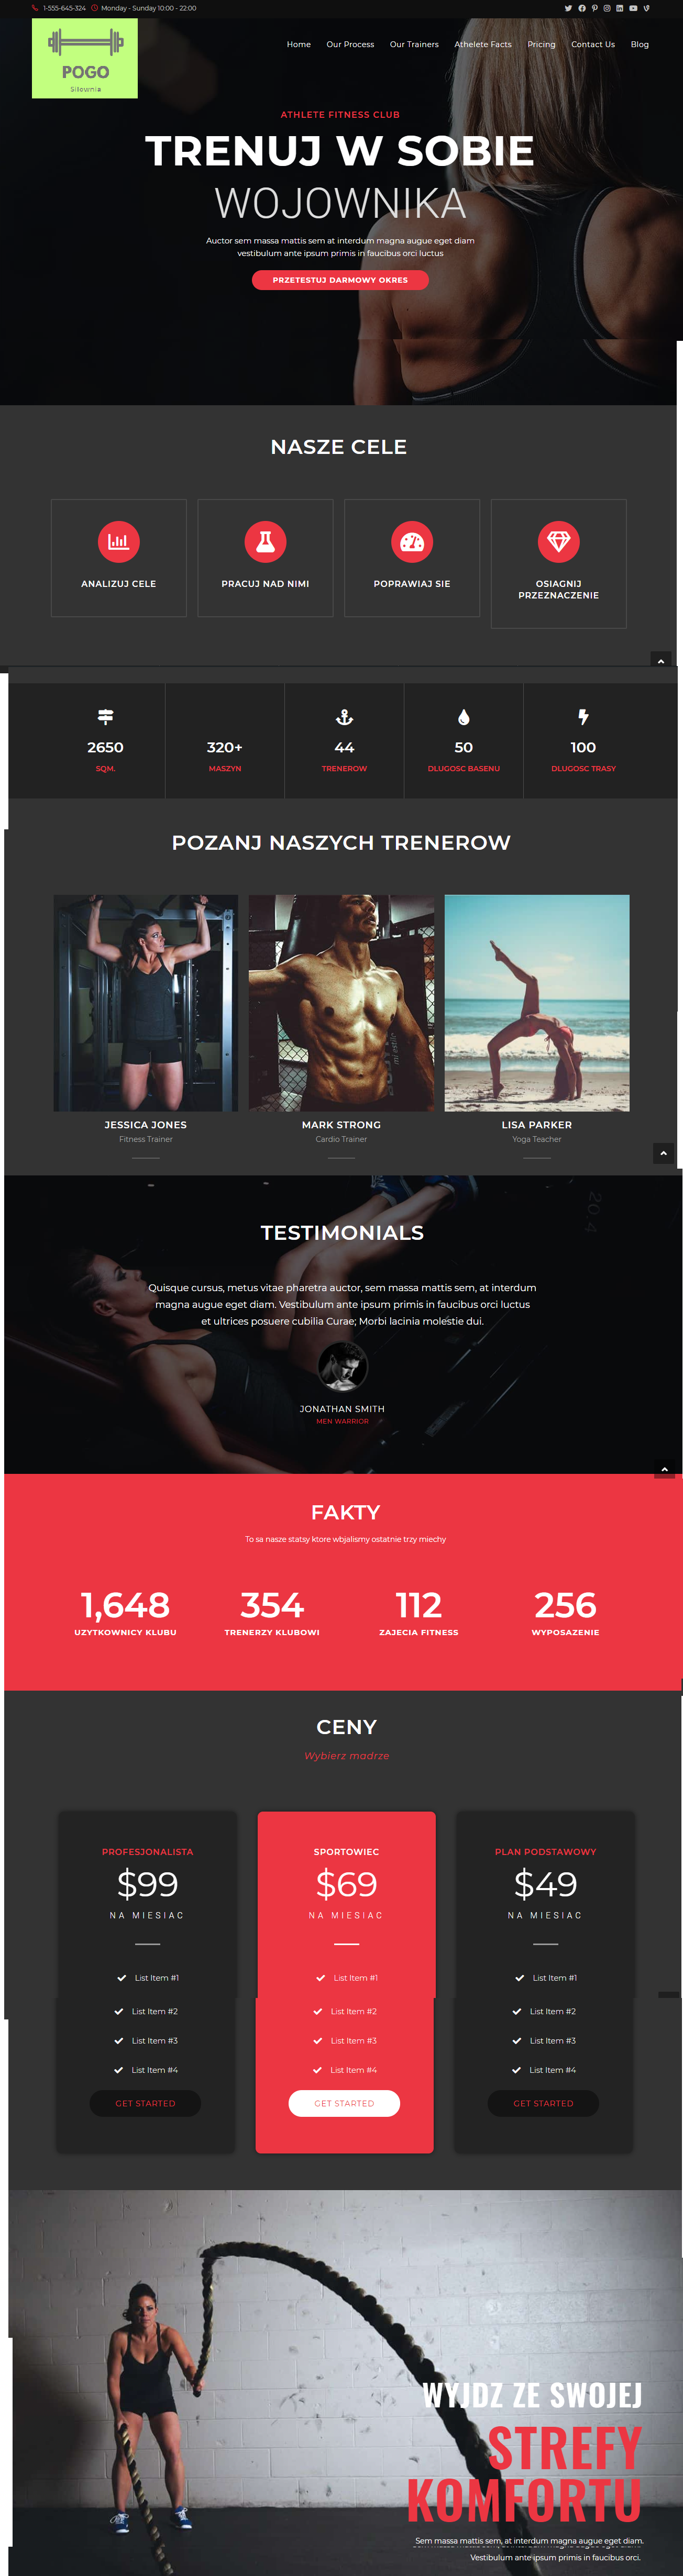 1-555-645-324 Monday - Sunday 10:00 - 22:00
POGO
Siłownia
Home Our Process Our Trainers Athelete Facts Pricing Contact Us Blog
ATHLETE FITNESS CLUB
TRENUJ W SOBIE
WOJOWNIKA
Auctor sem massa mattis sem at interdum magna augue eget diam
vestibulum ante ipsum primis in faucibus orci luctus
PRZETESTUJ DARMOWY OKRES
NASZE CELE
ANALIZUJ CELE
PRACUJ NAD NIMI
POPRAWIAJ SIE
OSIAGNIJ
PRZEZNACZENIE
2650 320+ 44 50 100
SQM. MASZYN TRENEROW DLUGOSC BASENU DLUGOSC TRASY
POZANJ NASZYCH TRENEROW
JESSICA JONES MARK STRONG LISA PARKER
Fitness Trainer Cardio Trainer Yoga Teacher
20.4
TESTIMONIALS
Quisque cursus, metus vitae pharetra auctor, sem massa mattis sem, at interdum
magna augue eget diam. Vestibulum ante ipsum primis in faucibus orci luctus
et ultrices posuere cubilia Curae; Morbi lacinia molestie dui.
JONATHAN SMITH
MEN WARRIOR
FAKTY
To sa nasze statsy ktore wbjalismy ostatnie trzy miechy
1,648 354 112 256
UZYTKOWNICY KLUBU TRENERZY KLUBOWI ZAJECIA FITNESS WYPOSAZENIE
CENY
Wybierz madrze
PROFESJONALISTA SPORTOWIEC PLAN PODSTAWOWY
$99 $69 $49
NA MIESIAC NA MIESIAC NA MIESIAC
List Item #1 List Item #1 List Item #1
List Item #2 List Item #2 List Item #2
List Item #3 List Item #3 List Item #3
List Item #4 List Item #4 List Item #4
GET STARTED GET STARTED GET STARTED
WYJDZ ZE SWOJEJ
STREFY
KOMFORTU
Sem massa mattis sem, at interdum magna augue eget diam.
Vestibulum ante ipsum primis in faucibus orci.